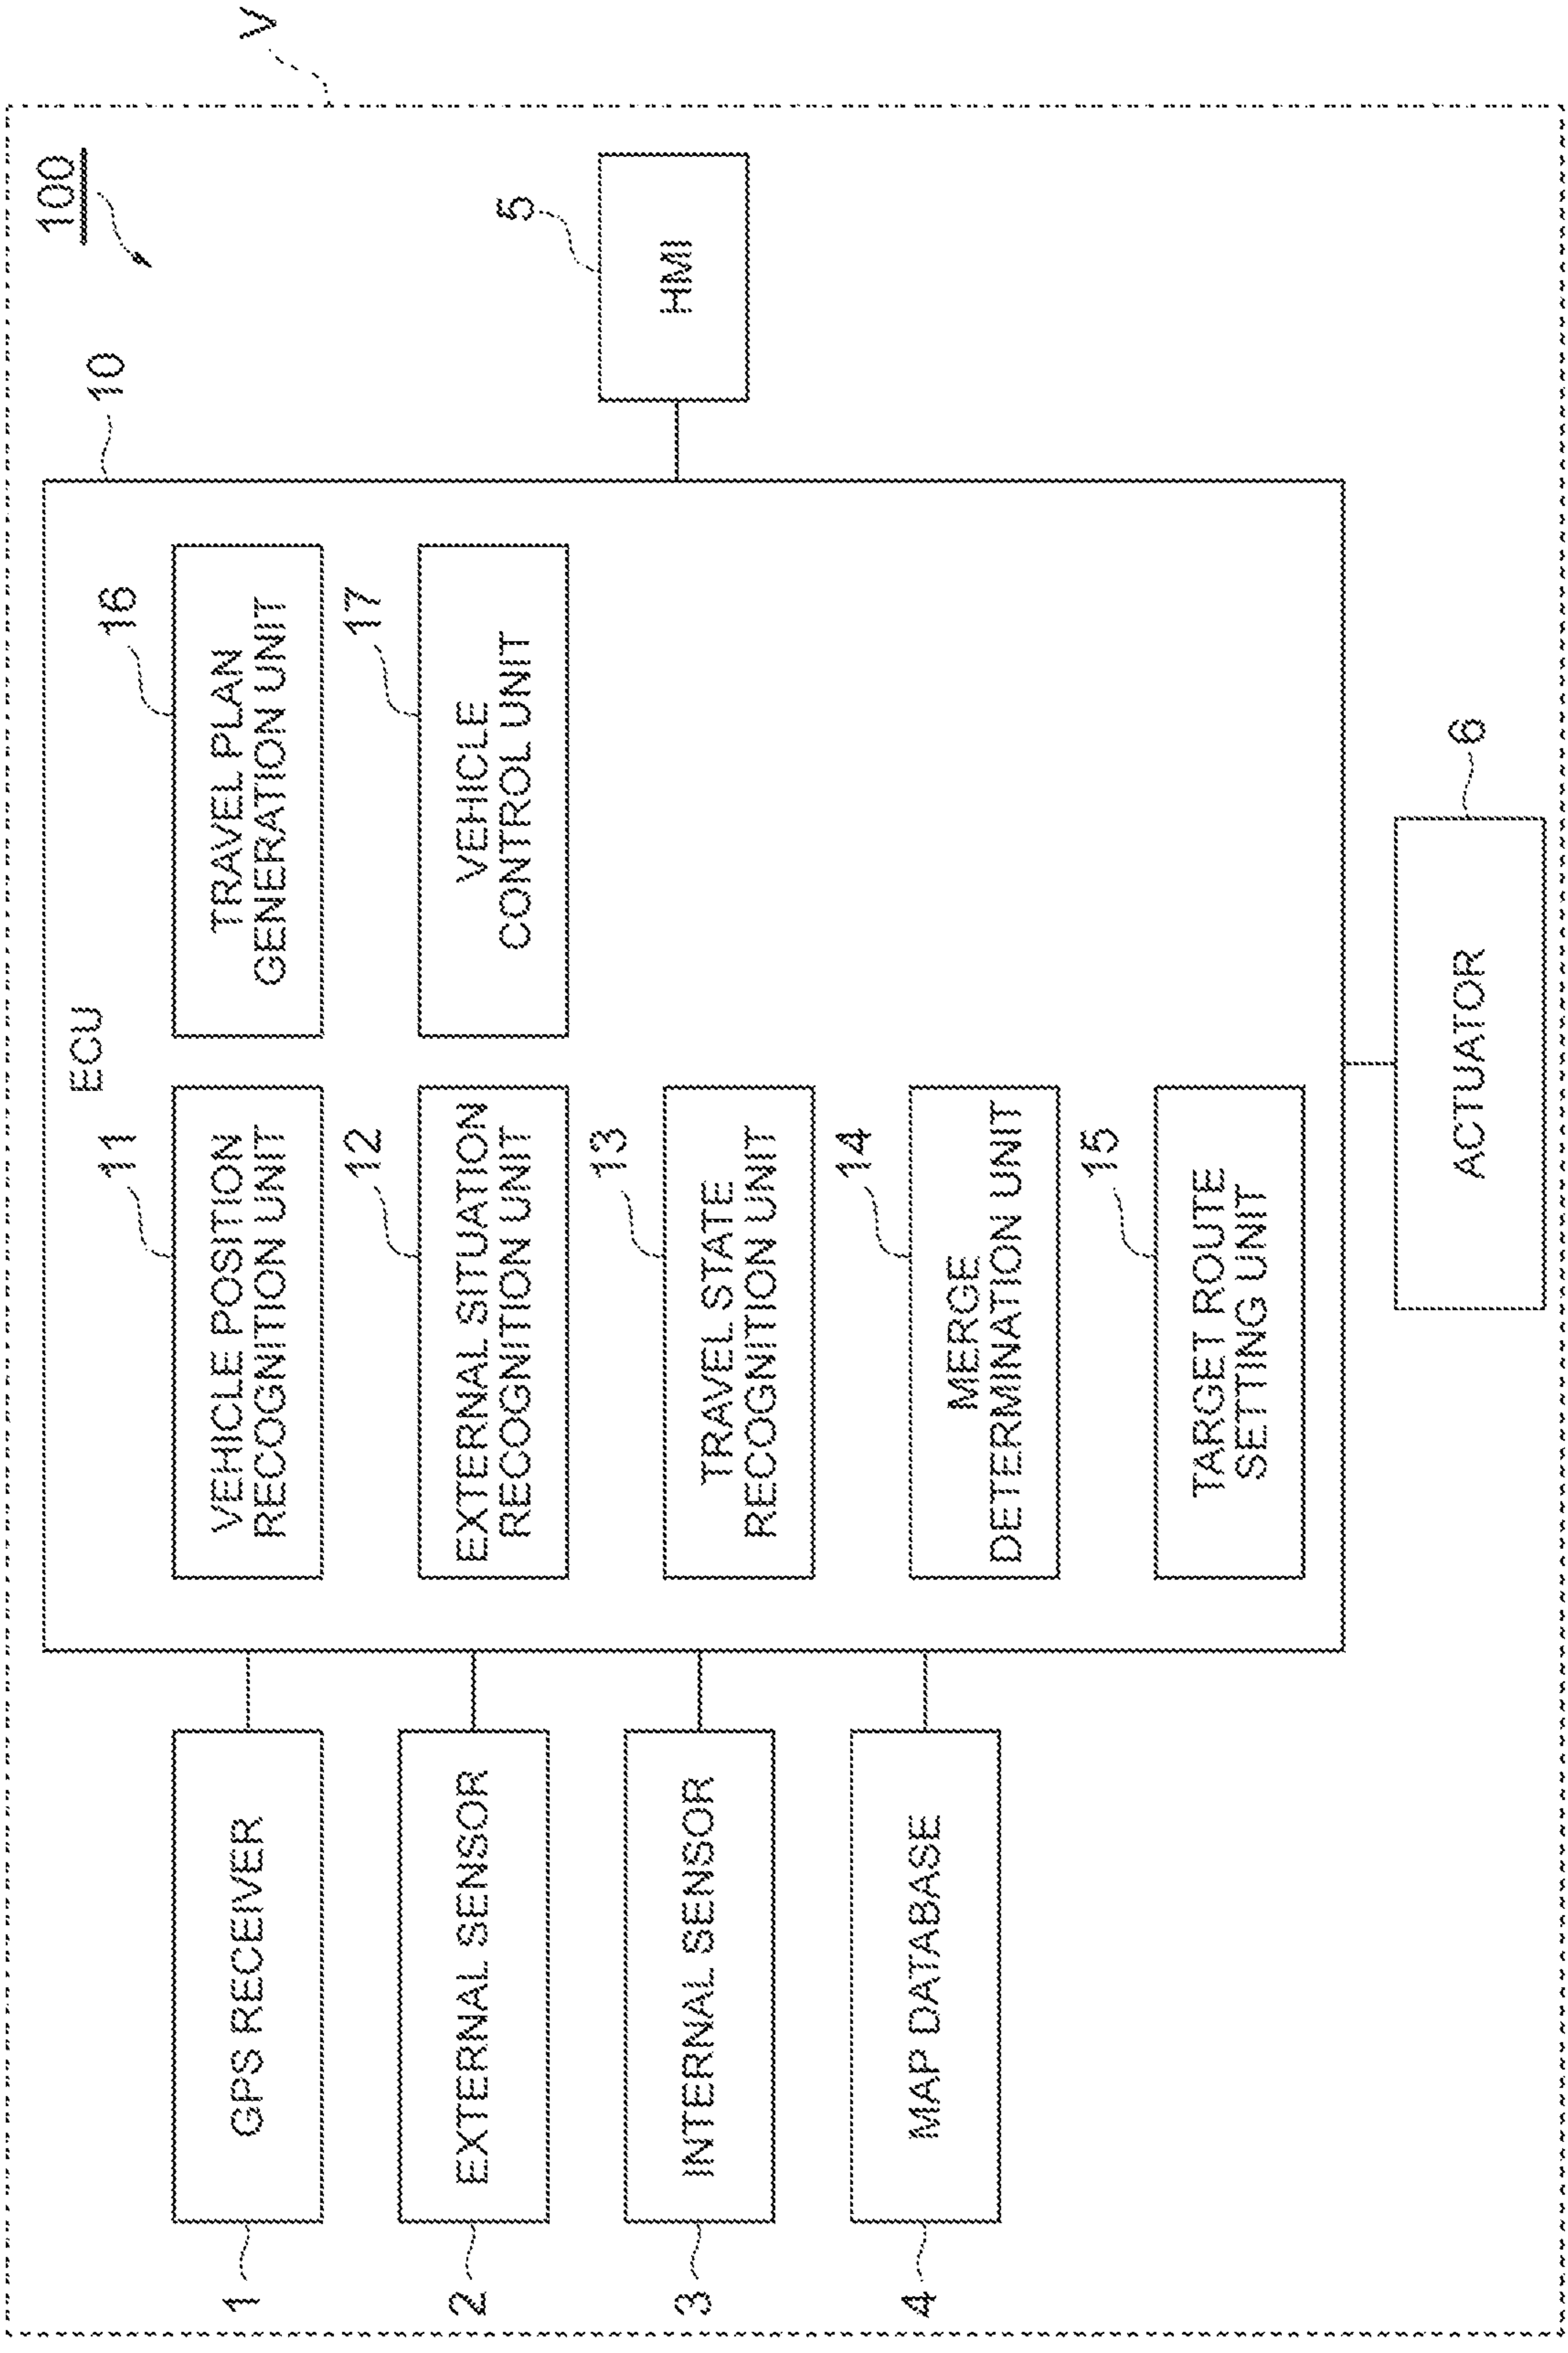 100
V
10
ECU
1
GPS RECEIVER
2
EXTERNAL SENSOR
3
INTERNAL SENSOR
4
MAP DATABASE
11
VEHICLE POSITION
RECOGNITION UNIT
12
EXTERNAL SITUATION
RECOGNITION UNIT
13
TRAVEL STATE
RECOGNITION UNIT
14
MERGE
DETERMINATION UNIT
15
TARGET ROUTE
SETTING UNIT
16
TRAVEL PLAN
GENERATION UNIT
17
VEHICLE
CONTROL UNIT
5
HMI
6
ACTUATOR